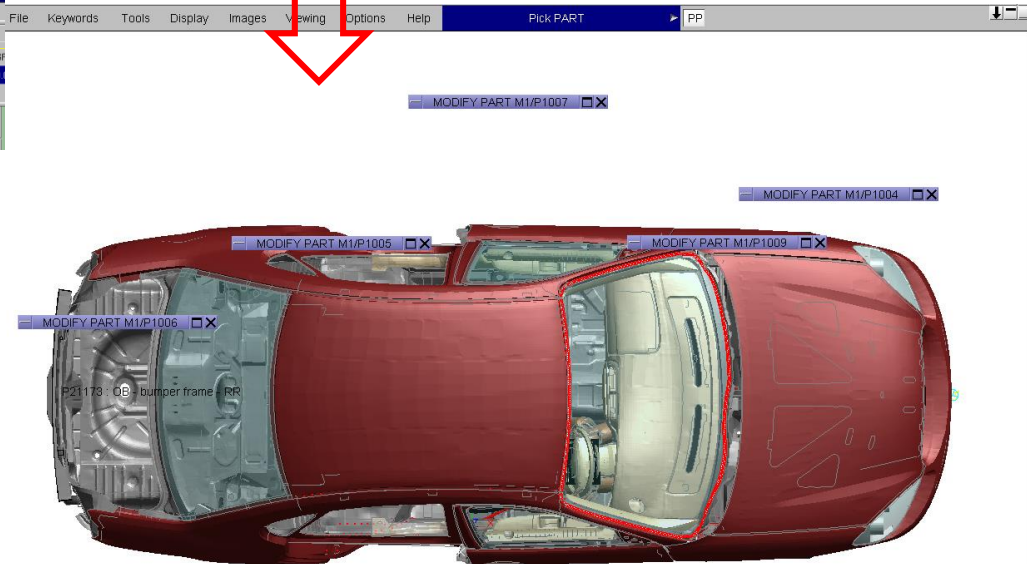 File Keywords Tools Display Images Viewing Options Help Pick PART PP
MODIFY PART M1/P1007
MODIFY PART M1/P1004
MODIFY PART M1/P1005
MODIFY PART M1/P1009
MODIFY PART M1/P1006
P21173 : OB - bumper frame - RR